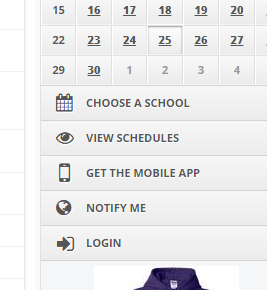 15 16 17 18 19 20
22 23 24 25 26 27
29 30 1 2 3 4
CHOOSE A SCHOOL
VIEW SCHEDULES
GET THE MOBILE APP
NOTIFY ME
LOGIN